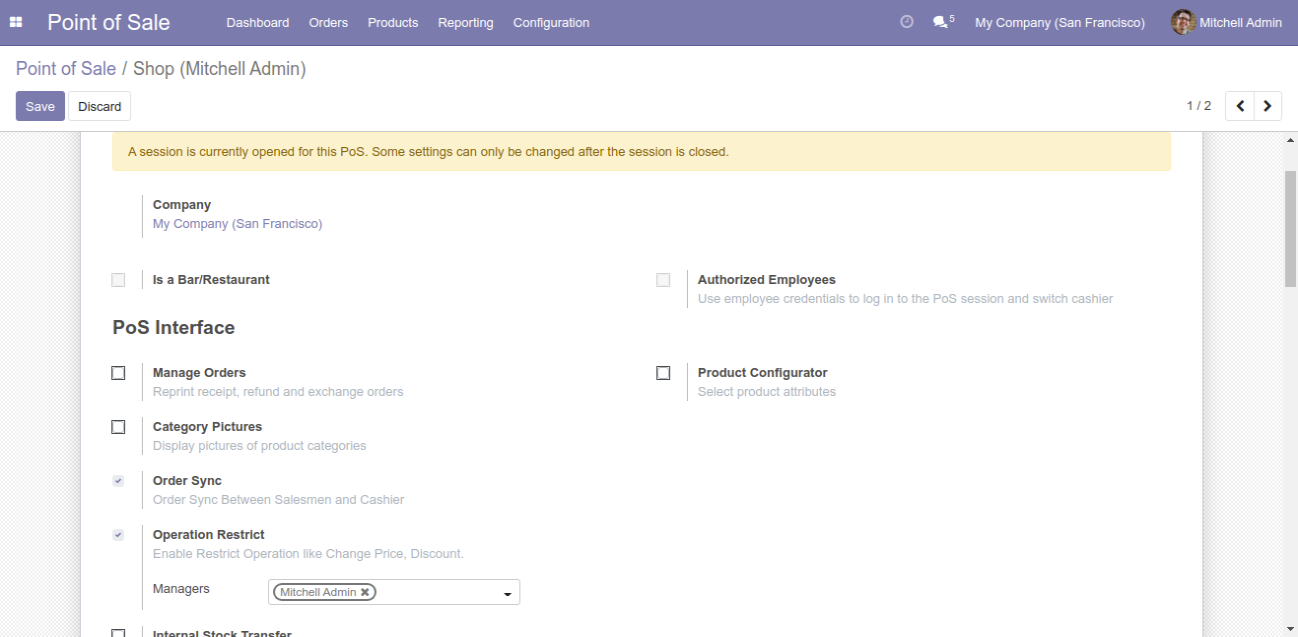 Point of Sale Dashboard Orders Products Reporting Configuration 5 My Company (San Francisco) Mitchell Admin
Point of Sale / Shop (Mitchell Admin)
Save Discard 1 / 2
A session is currently opened for this PoS. Some settings can only be changed after the session is closed.
Company
My Company (San Francisco)
Is a Bar/Restaurant
Authorized Employees
Use employee credentials to log in to the PoS session and switch cashier
PoS Interface
Manage Orders
Reprint receipt, refund and exchange orders
Product Configurator
Select product attributes
Category Pictures
Display pictures of product categories
Order Sync
Order Sync Between Salesmen and Cashier
Operation Restrict
Enable Restrict Operation like Change Price, Discount.
Managers Mitchell Admin
Internal Stock Transfer